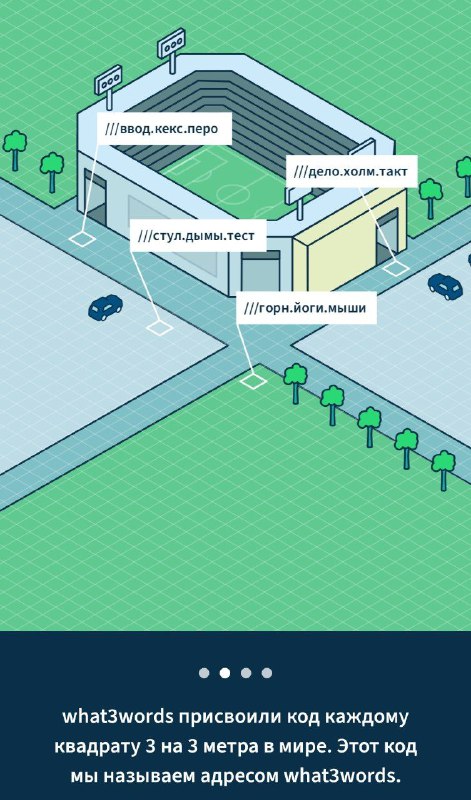 ///ввод.кекс.перо
///дело.холм.такт
///стул.дымы.тест
///горн.йоги.мыши
what3words присвоили код каждому
квадрату 3 на 3 метра в мире. Этот код
мы называем адресом what3words.